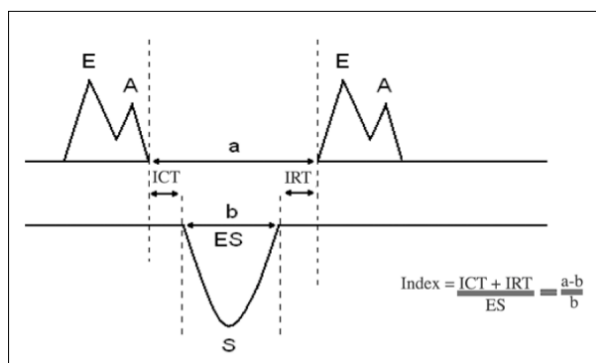 E A E A
a
ICT IRT
b
ES
S
Index = ICT + IRT / ES = a-b / b